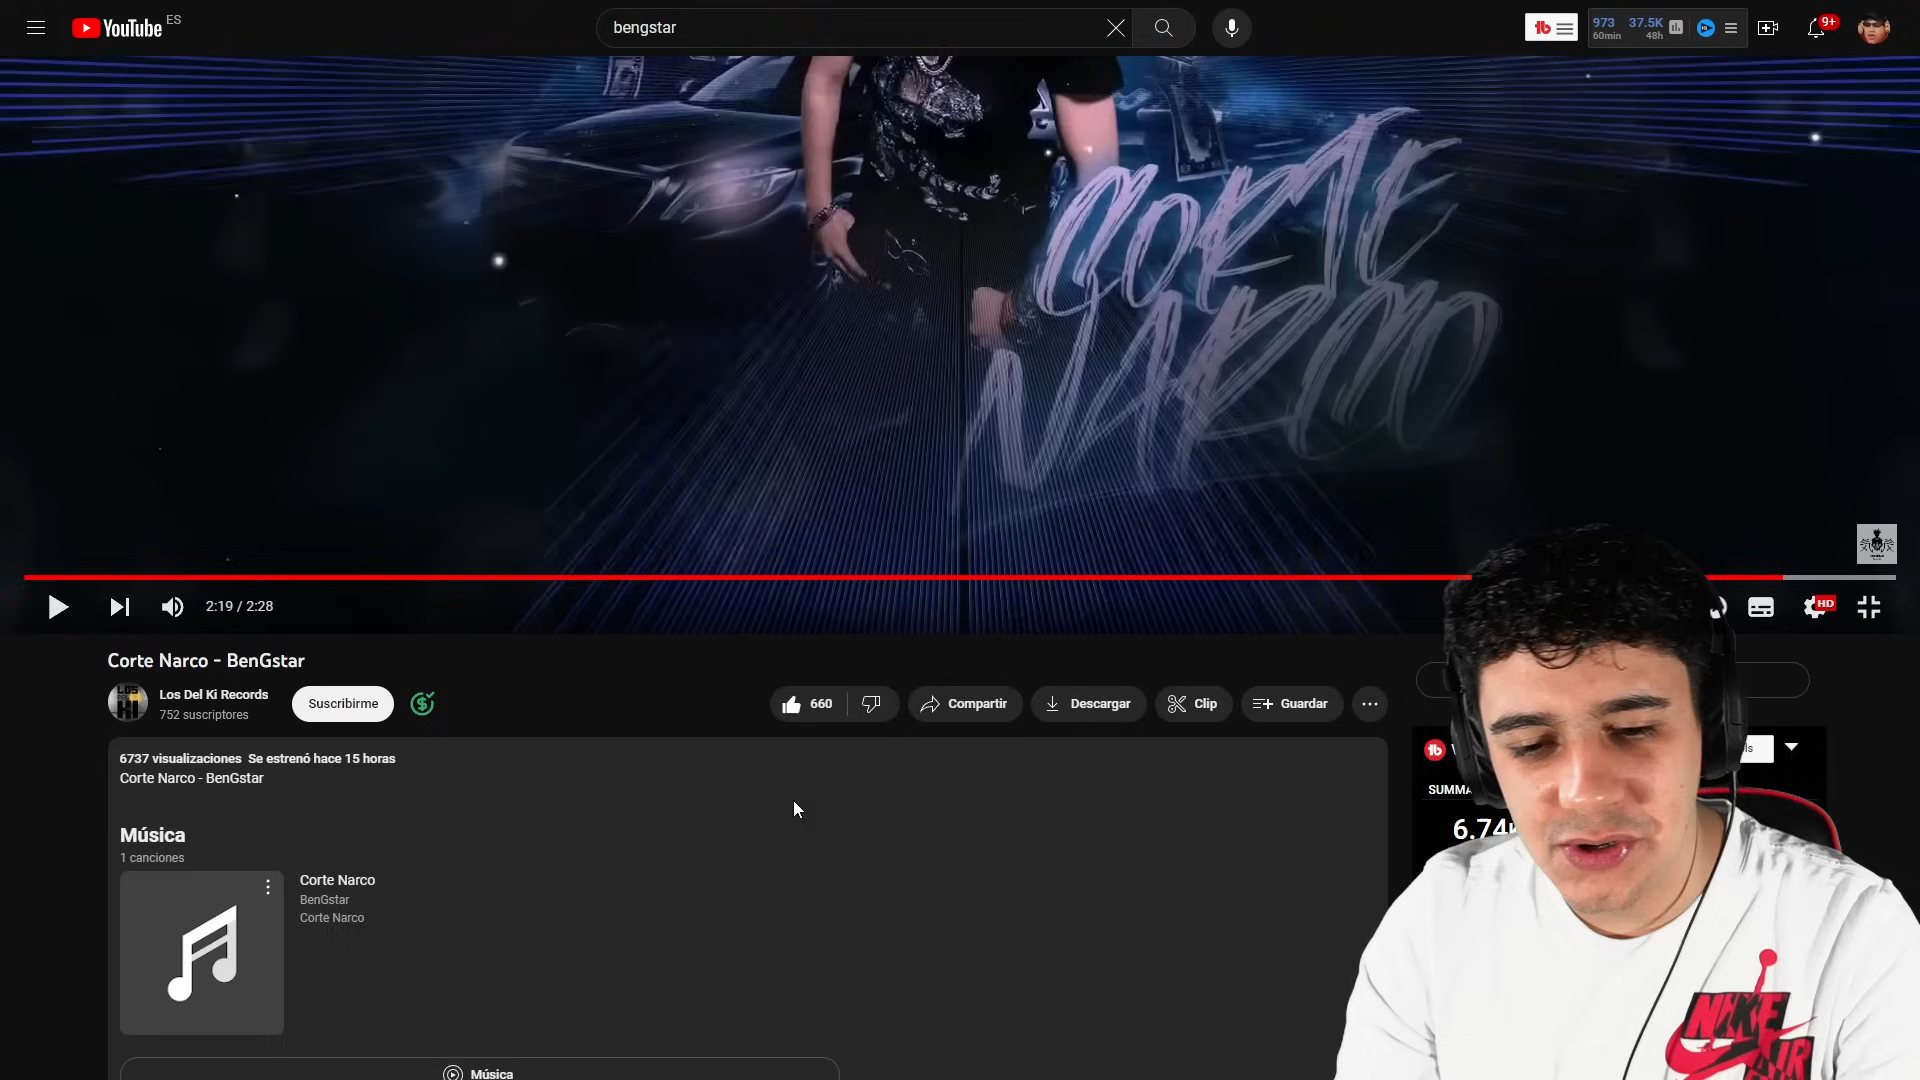 YouTube ES
bengstar
973 37.5K
60min 48h
9+
CORTE
NARCO
2:19 / 2:28
HD
Corte Narco - BenGstar
Los Del Ki Records
752 suscriptores
Suscribirme
660
Compartir
Descargar
Clip
Guardar
6737 visualizaciones Se estrenó hace 15 horas
Corte Narco - BenGstar
Música
1 canciones
Corte Narco
BenGstar
Corte Narco
Música
SUMMA
6.74
NIKE
AIR